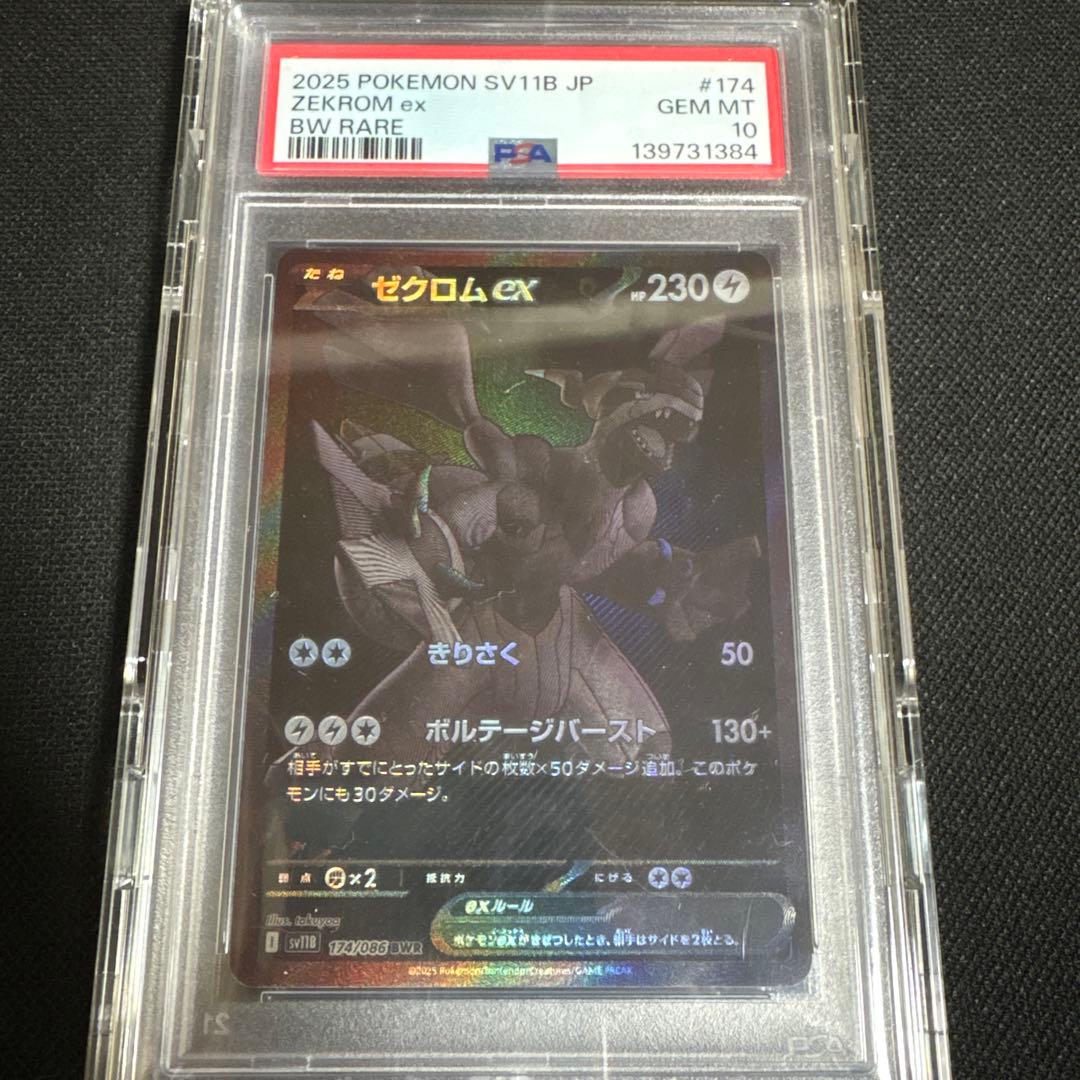 2025 POKEMON SV11B JP #174
ZEKROM ex GEM MT
BW RARE 10
PSA 139731384
たね ゼクロムex HP230
きりさく 50
ボルテージバースト 130+
相手がすでにとったサイドの枚数×50ダメージ追加。このポケ
モンにも30ダメージ。
弱点 ×2 抵抗力 にげる
exルール
ポケモンexがきぜつしたとき、相手はサイドを2枚とる。
Illus. takuyoa
I sv11B 174/086 BWR
©2025 Pokémon/Nintendo/Creatures/GAME FREAK
PSA